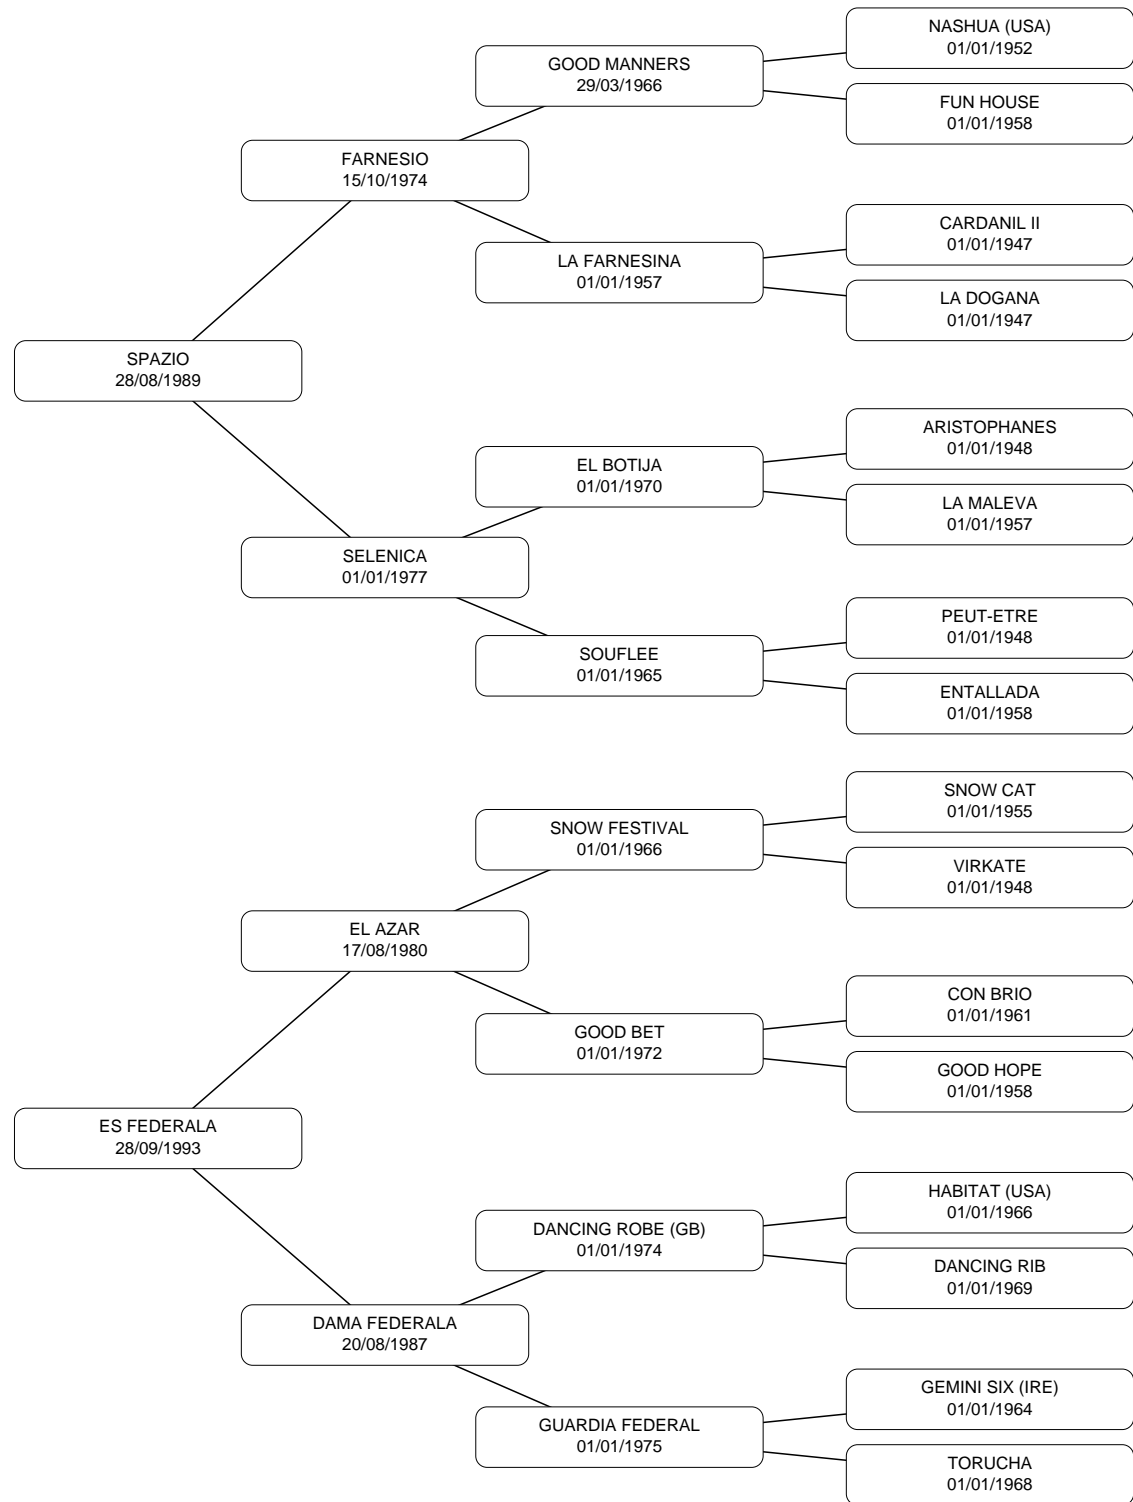 NASHUA (USA)
01/01/1952
GOOD MANNERS
29/03/1966
FUN HOUSE
01/01/1958
FARNESIO
15/10/1974
CARDANIL II
01/01/1947
LA FARNESINA
01/01/1957
LA DOGANA
01/01/1947
SPAZIO
28/08/1989
ARISTOPHANES
01/01/1948
EL BOTIJA
01/01/1970
LA MALEVA
01/01/1957
SELENICA
01/01/1977
PEUT-ETRE
01/01/1948
SOUFLEE
01/01/1965
ENTALLADA
01/01/1958
SNOW CAT
01/01/1955
SNOW FESTIVAL
01/01/1966
VIRKATE
01/01/1948
EL AZAR
17/08/1980
CON BRIO
01/01/1961
GOOD BET
01/01/1972
GOOD HOPE
01/01/1958
ES FEDERALA
28/09/1993
HABITAT (USA)
01/01/1966
DANCING ROBE (GB)
01/01/1974
DANCING RIB
01/01/1969
DAMA FEDERALA
20/08/1987
GEMINI SIX (IRE)
01/01/1964
GUARDIA FEDERAL
01/01/1975
TORUCHA
01/01/1968